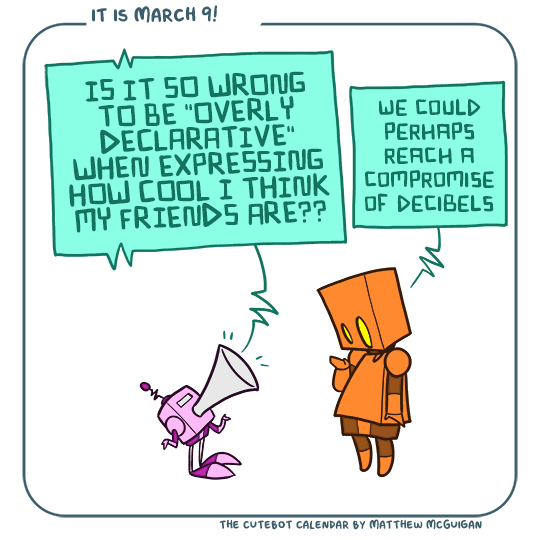 IT IS MARCH 9!
IS IT SO WRONG
TO BE "OVERLY
DECLARATIVE"
WHEN EXPRESSING
HOW COOL I THINK
MY FRIENDS ARE??
WE COULD
PERHAPS
REACH A
COMPROMISE
OF DECIBELS
THE CUTEBOT CALENDAR BY MATTHEW MCGUIGAN